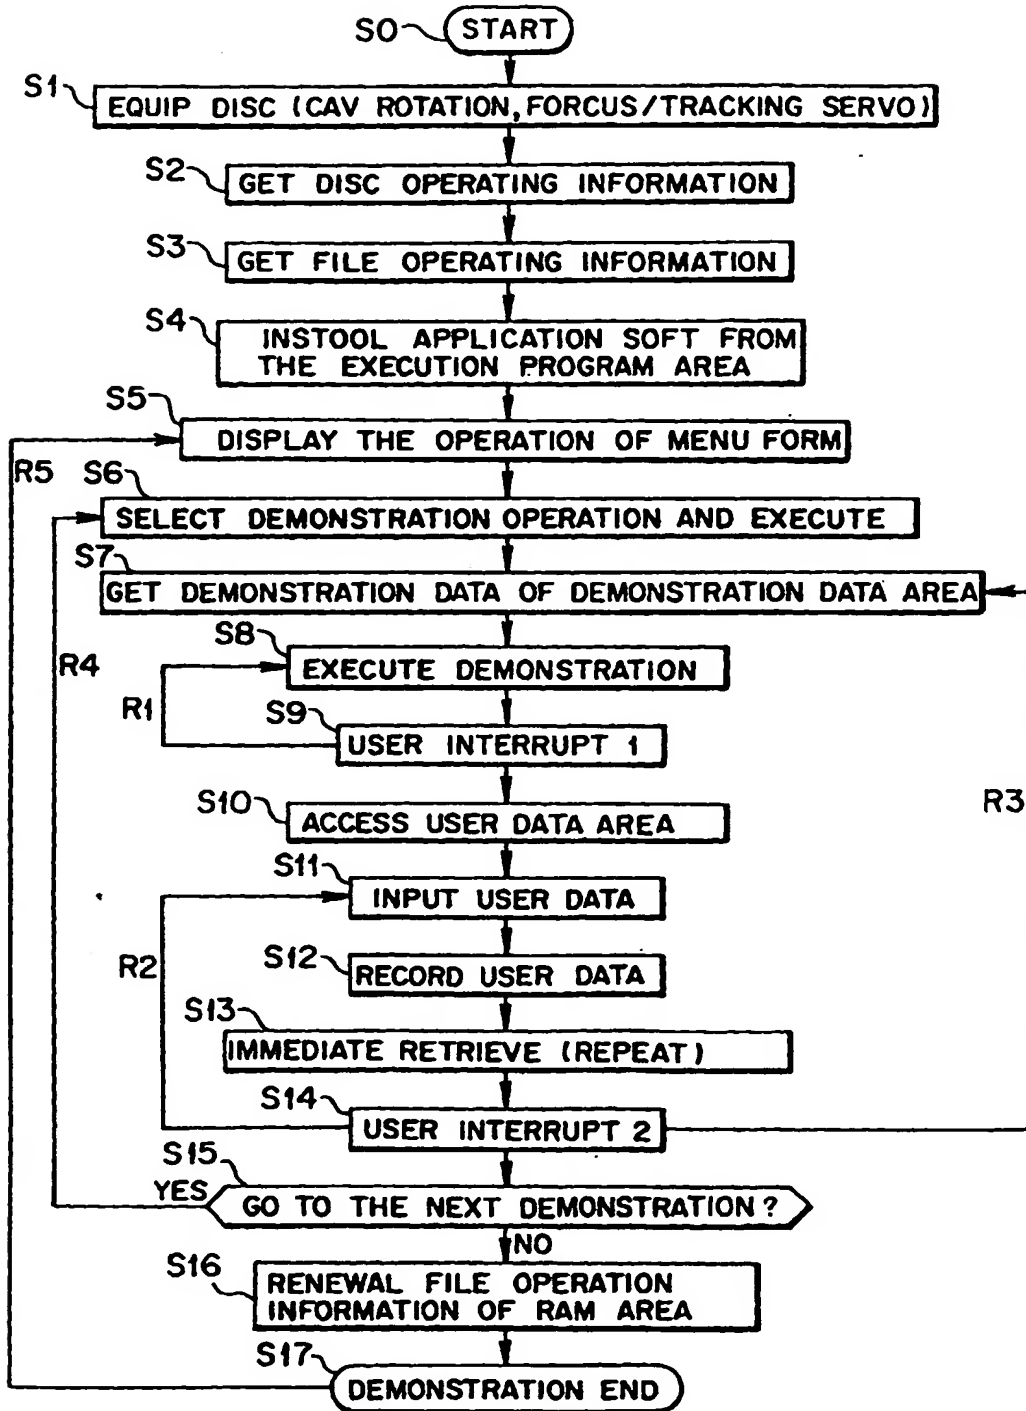 S0 START
S1 EQUIP DISC (CAV ROTATION, FORCUS/TRACKING SERVO)
S2 GET DISC OPERATING INFORMATION
S3 GET FILE OPERATING INFORMATION
S4 INSTOOL APPLICATION SOFT FROM
THE EXECUTION PROGRAM AREA
S5 DISPLAY THE OPERATION OF MENU FORM
R5
S6 SELECT DEMONSTRATION OPERATION AND EXECUTE
S7 GET DEMONSTRATION DATA OF DEMONSTRATION DATA AREA
S8 EXECUTE DEMONSTRATION
R4
R1
S9 USER INTERRUPT 1
S10 ACCESS USER DATA AREA
R3
S11 INPUT USER DATA
R2
S12 RECORD USER DATA
S13 IMMEDIATE RETRIEVE (REPEAT)
S14 USER INTERRUPT 2
S15 GO TO THE NEXT DEMONSTRATION?
YES
NO
S16 RENEWAL FILE OPERATION
INFORMATION OF RAM AREA
S17 DEMONSTRATION END